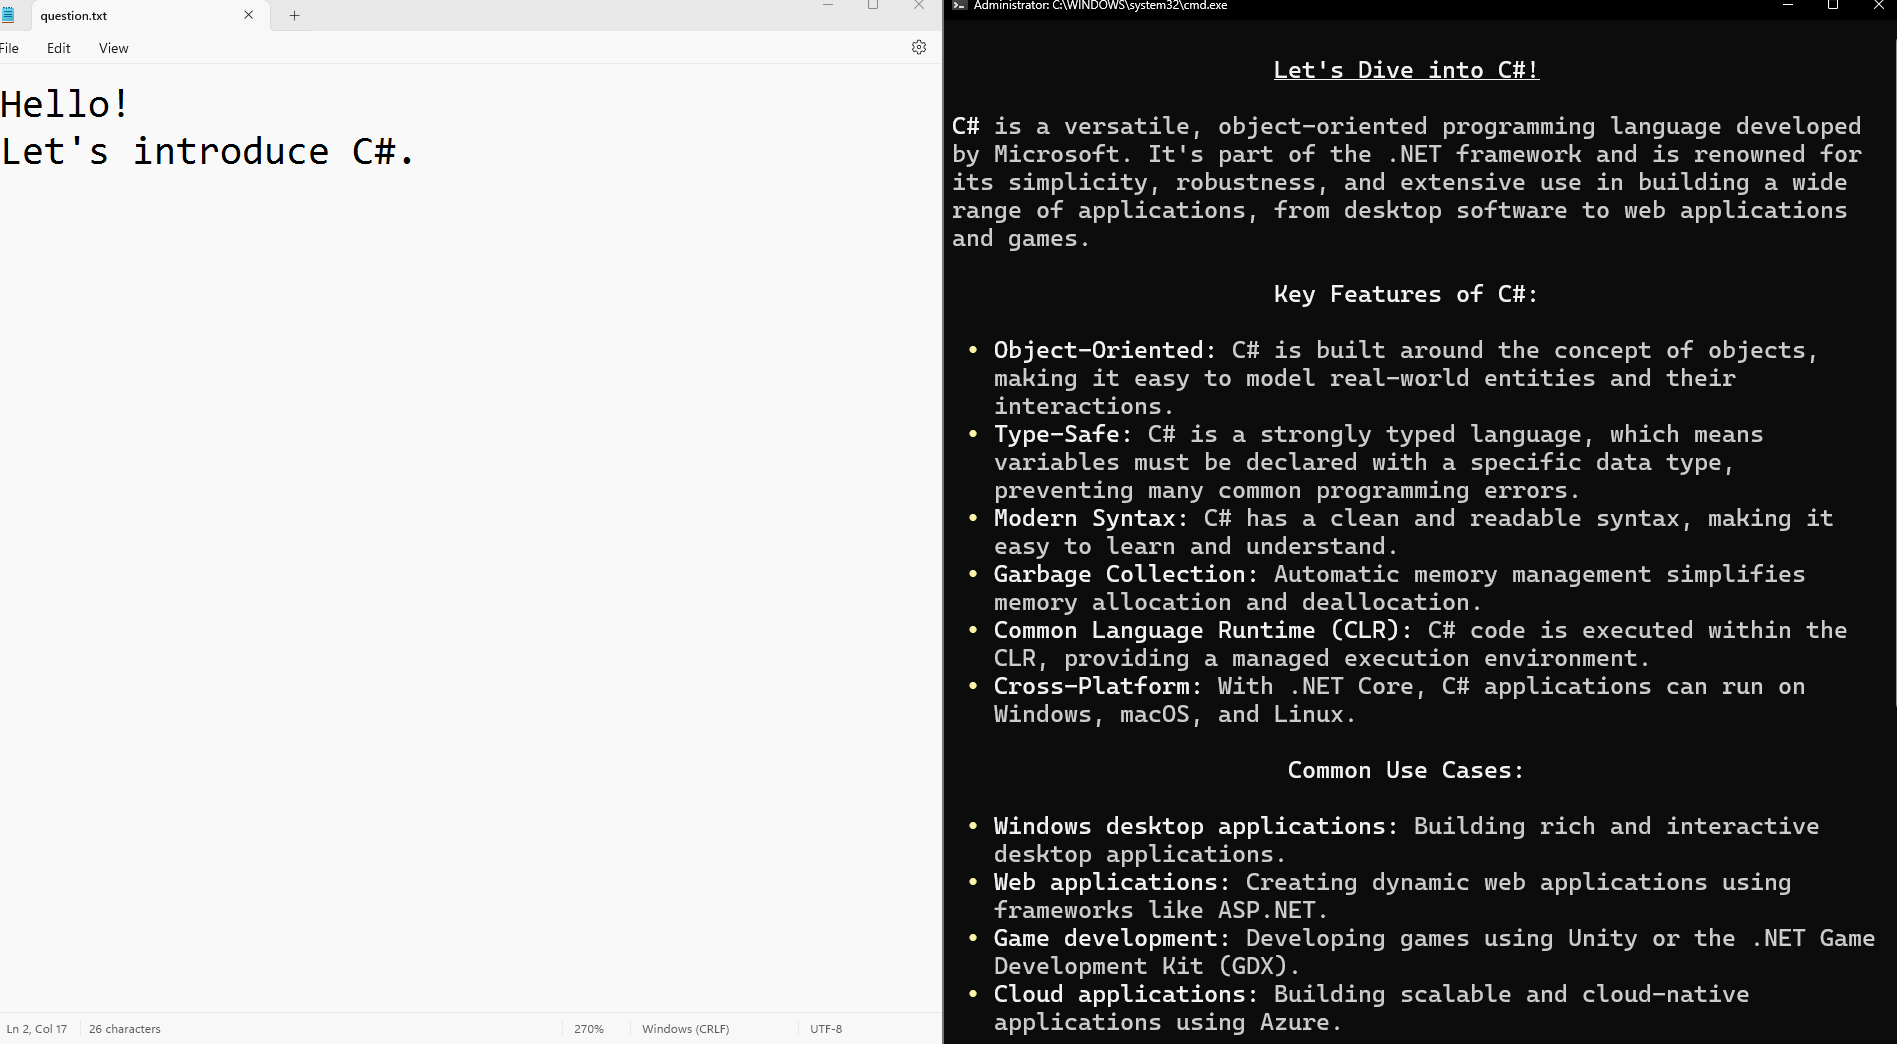 question.txt
File Edit View
Hello!
Let's introduce C#.
Ln 2, Col 17 26 characters 270% Windows (CRLF) UTF-8
Administrator: C:\WINDOWS\system32\cmd.exe
Let's Dive into C#!
C# is a versatile, object-oriented programming language developed
by Microsoft. It's part of the .NET framework and is renowned for
its simplicity, robustness, and extensive use in building a wide
range of applications, from desktop software to web applications
and games.
Key Features of C#:
• Object-Oriented: C# is built around the concept of objects,
making it easy to model real-world entities and their
interactions.
• Type-Safe: C# is a strongly typed language, which means
variables must be declared with a specific data type,
preventing many common programming errors.
• Modern Syntax: C# has a clean and readable syntax, making it
easy to learn and understand.
• Garbage Collection: Automatic memory management simplifies
memory allocation and deallocation.
• Common Language Runtime (CLR): C# code is executed within the
CLR, providing a managed execution environment.
• Cross-Platform: With .NET Core, C# applications can run on
Windows, macOS, and Linux.
Common Use Cases:
• Windows desktop applications: Building rich and interactive
desktop applications.
• Web applications: Creating dynamic web applications using
frameworks like ASP.NET.
• Game development: Developing games using Unity or the .NET Game
Development Kit (GDX).
• Cloud applications: Building scalable and cloud-native
applications using Azure.